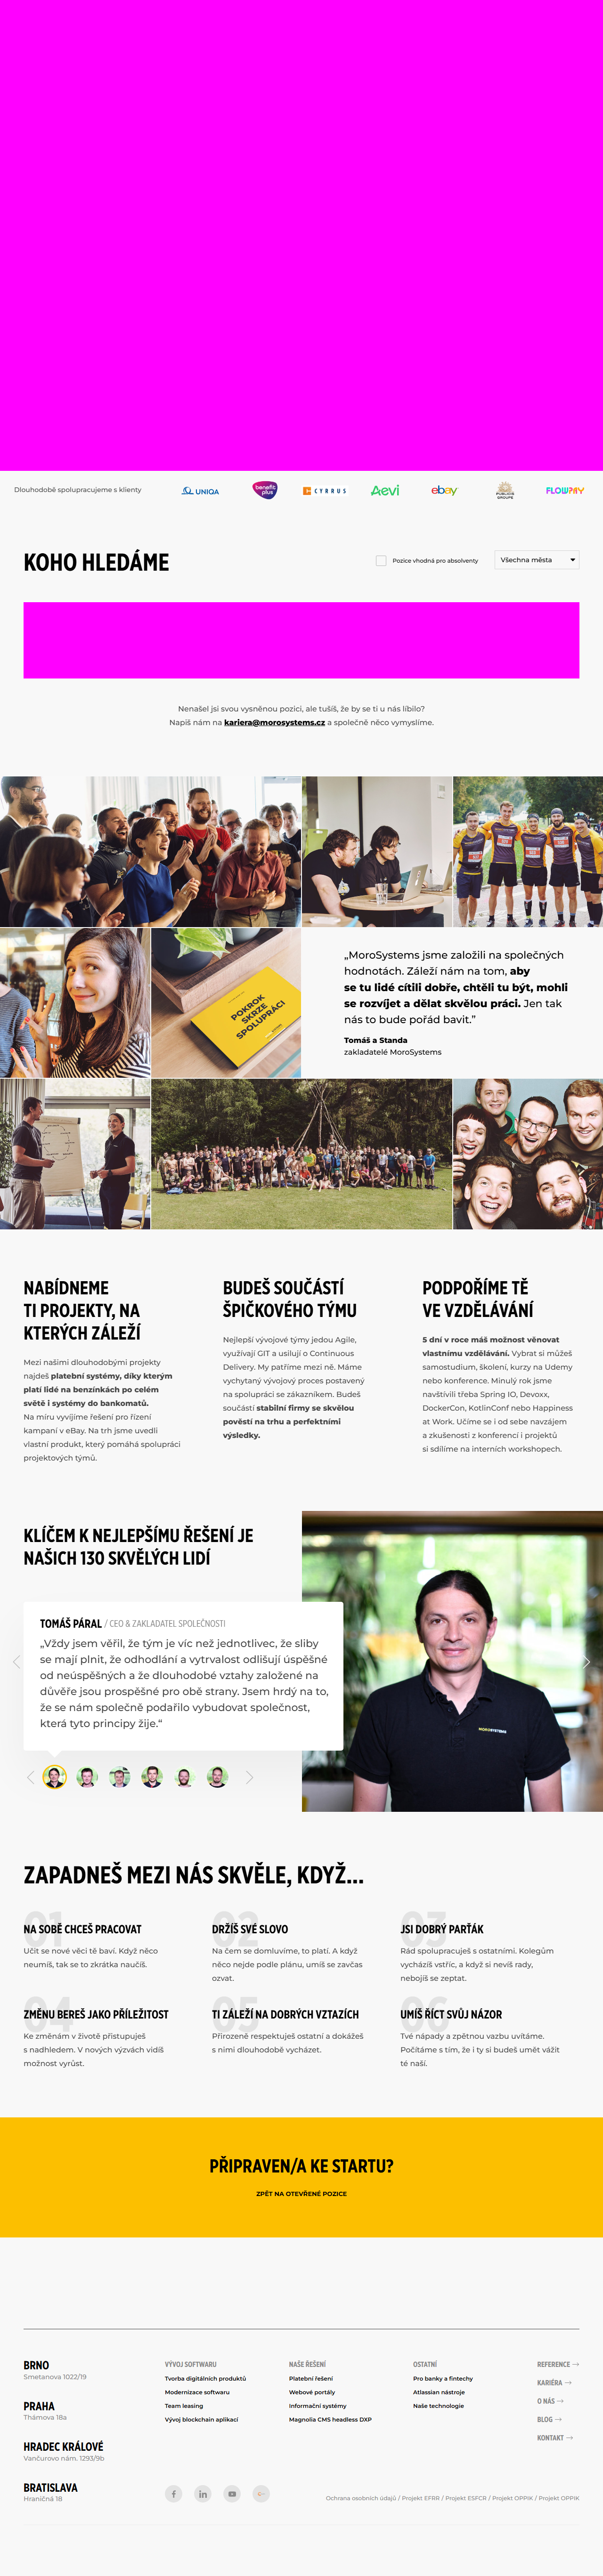 Dlouhodobě spolupracujeme s klienty
UNIQA
benefit
plus
CYRRUS
Aevi
ebay
PUBLICIS
GROUPE
FLOWPAY
KOHO HLEDÁME
Pozice vhodná pro absolventy
Všechna města
Nenašel jsi svou vysněnou pozici, ale tušíš, že by se ti u nás líbilo?
Napiš nám na kariera@morosystems.cz a společně něco vymyslíme.
POKROK
SKRZE
SPOLUPRÁCI
„MoroSystems jsme založili na společných
hodnotách. Záleží nám na tom, aby
se tu lidé cítili dobře, chtěli tu být, mohli
se rozvíjet a dělat skvělou práci. Jen tak
nás to bude pořád bavit.”
Tomáš a Standa
zakladatelé MoroSystems
NABÍDNEME
TI PROJEKTY, NA
KTERÝCH ZÁLEŽÍ
Mezi našimi dlouhodobými projekty
najdeš platební systémy, díky kterým
platí lidé na benzínkách po celém
světě i systémy do bankomatů.
Na míru vyvíjíme řešení pro řízení
kampaní v eBay. Na trh jsme uvedli
vlastní produkt, který pomáhá spolupráci
projektových týmů.
BUDEŠ SOUČÁSTÍ
ŠPIČKOVÉHO TÝMU
Nejlepší vývojové týmy jedou Agile,
využívají GIT a usilují o Continuous
Delivery. My patříme mezi ně. Máme
vychytaný vývojový proces postavený
na spolupráci se zákazníkem. Budeš
součástí stabilní firmy se skvělou
pověstí na trhu a perfektními
výsledky.
PODPOŘÍME TĚ
VE VZDĚLÁVÁNÍ
5 dní v roce máš možnost věnovat
vlastnímu vzdělávání. Vybrat si můžeš
samostudium, školení, kurzy na Udemy
nebo konference. Minulý rok jsme
navštívili třeba Spring IO, Devoxx,
DockerCon, KotlinConf nebo Happiness
at Work. Učíme se i od sebe navzájem
a zkušenosti z konferencí i projektů
si sdílíme na interních workshopech.
KLÍČEM K NEJLEPŠÍMU ŘEŠENÍ JE
NAŠICH 130 SKVĚLÝCH LIDÍ
TOMÁŠ PÁRAL / CEO & ZAKLADATEL SPOLEČNOSTI
„Vždy jsem věřil, že tým je víc než jednotlivec, že sliby
se mají plnit, že odhodlání a vytrvalost odlišují úspěšné
od neúspěšných a že dlouhodobé vztahy založené na
důvěře jsou prospěšné pro obě strany. Jsem hrdý na to,
že se nám společně podařilo vybudovat společnost,
která tyto principy žije.“
MOROSYSTEMS
ZAPADNEŠ MEZI NÁS SKVĚLE, KDYŽ...
01
NA SOBĚ CHCEŠ PRACOVAT
Učit se nové věci tě baví. Když něco
neumíš, tak se to zkrátka naučíš.
02
DRŽÍŠ SVÉ SLOVO
Na čem se domluvíme, to platí. A když
něco nejde podle plánu, umíš se zavčas
ozvat.
03
JSI DOBRÝ PARŤÁK
Rád spolupracuješ s ostatními. Kolegům
vycházíš vstříc, a když si nevíš rady,
nebojíš se zeptat.
04
ZMĚNU BEREŠ JAKO PŘÍLEŽITOST
Ke změnám v životě přistupuješ
s nadhledem. V nových výzvách vidíš
možnost vyrůst.
05
TI ZÁLEŽÍ NA DOBRÝCH VZTAZÍCH
Přirozeně respektuješ ostatní a dokážeš
s nimi dlouhodobě vycházet.
06
UMÍŠ ŘÍCT SVŮJ NÁZOR
Tvé nápady a zpětnou vazbu uvítáme.
Počítáme s tím, že i ty si budeš umět vážit
té naší.
PŘIPRAVEN/A KE STARTU?
ZPĚT NA OTEVŘENÉ POZICE
BRNO
Smetanova 1022/19
PRAHA
Thámova 18a
HRADEC KRÁLOVÉ
Vančurovo nám. 1293/9b
BRATISLAVA
Hraničná 18
VÝVOJ SOFTWARU
Tvorba digitálních produktů
Modernizace softwaru
Team leasing
Vývoj blockchain aplikací
NAŠE ŘEŠENÍ
Platební řešení
Webové portály
Informační systémy
Magnolia CMS headless DXP
OSTATNÍ
Pro banky a fintechy
Atlassian nástroje
Naše technologie
REFERENCE
KARIÉRA
O NÁS
BLOG
KONTAKT
Ochrana osobních údajů / Projekt EFRR / Projekt ESFCR / Projekt OPPIK / Projekt OPPIK